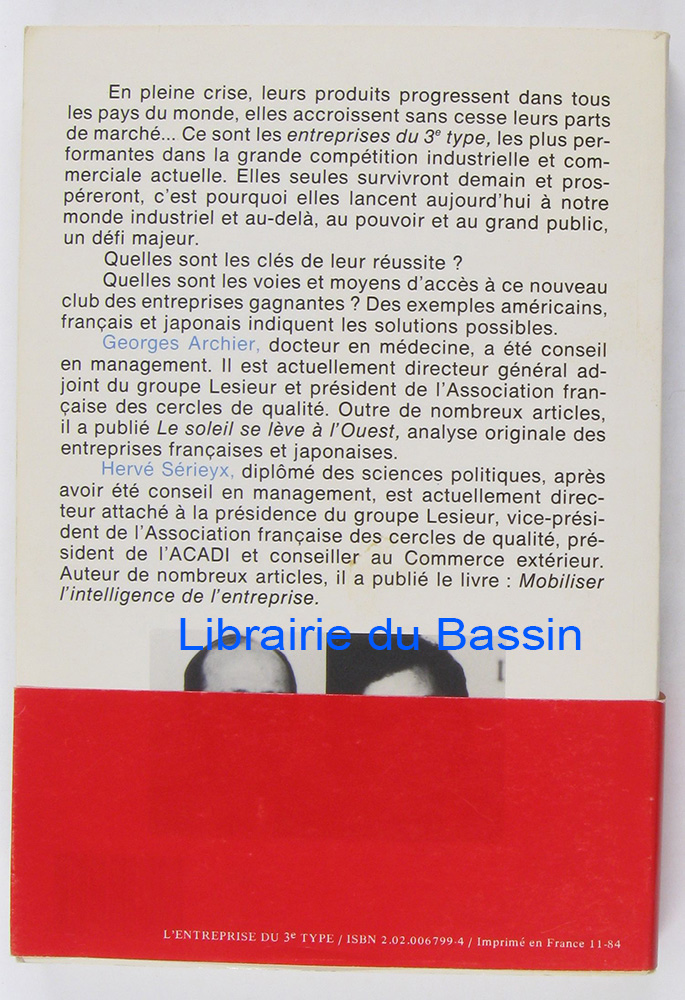 En pleine crise, leurs produits progressent dans tous
les pays du monde, elles accroissent sans cesse leurs parts
de marché... Ce sont les entreprises du 3e type, les plus per-
formantes dans la grande compétition industrielle et com-
merciale actuelle. Elles seules survivront demain et pros-
péreront, c'est pourquoi elles lancent aujourd'hui à notre
monde industriel et au-delà, au pouvoir et au grand public,
un défi majeur.
Quelles sont les clés de leur réussite ?
Quelles sont les voies et moyens d'accès à ce nouveau
club des entreprises gagnantes ? Des exemples américains,
français et japonais indiquent les solutions possibles.
Georges Archier, docteur en médecine, a été conseil
en management. Il est actuellement directeur général ad-
joint du groupe Lesieur et président de l'Association fran-
çaise des cercles de qualité. Outre de nombreux articles,
il a publié Le soleil se lève à l'Ouest, analyse originale des
entreprises françaises et japonaises.
Hervé Sérieyx, diplômé des sciences politiques, après
avoir été conseil en management, est actuellement direc-
teur attaché à la présidence du groupe Lesieur, vice-prési-
dent de l'Association française des cercles de qualité, pré-
sident de l'ACADI et conseiller au Commerce extérieur.
Auteur de nombreux articles, il a publié le livre : Mobiliser
l'intelligence de l'entreprise.
Librairie du Bassin
L'ENTREPRISE DU 3e TYPE / ISBN 2.02.006799-4 / Imprimé en France 11-84